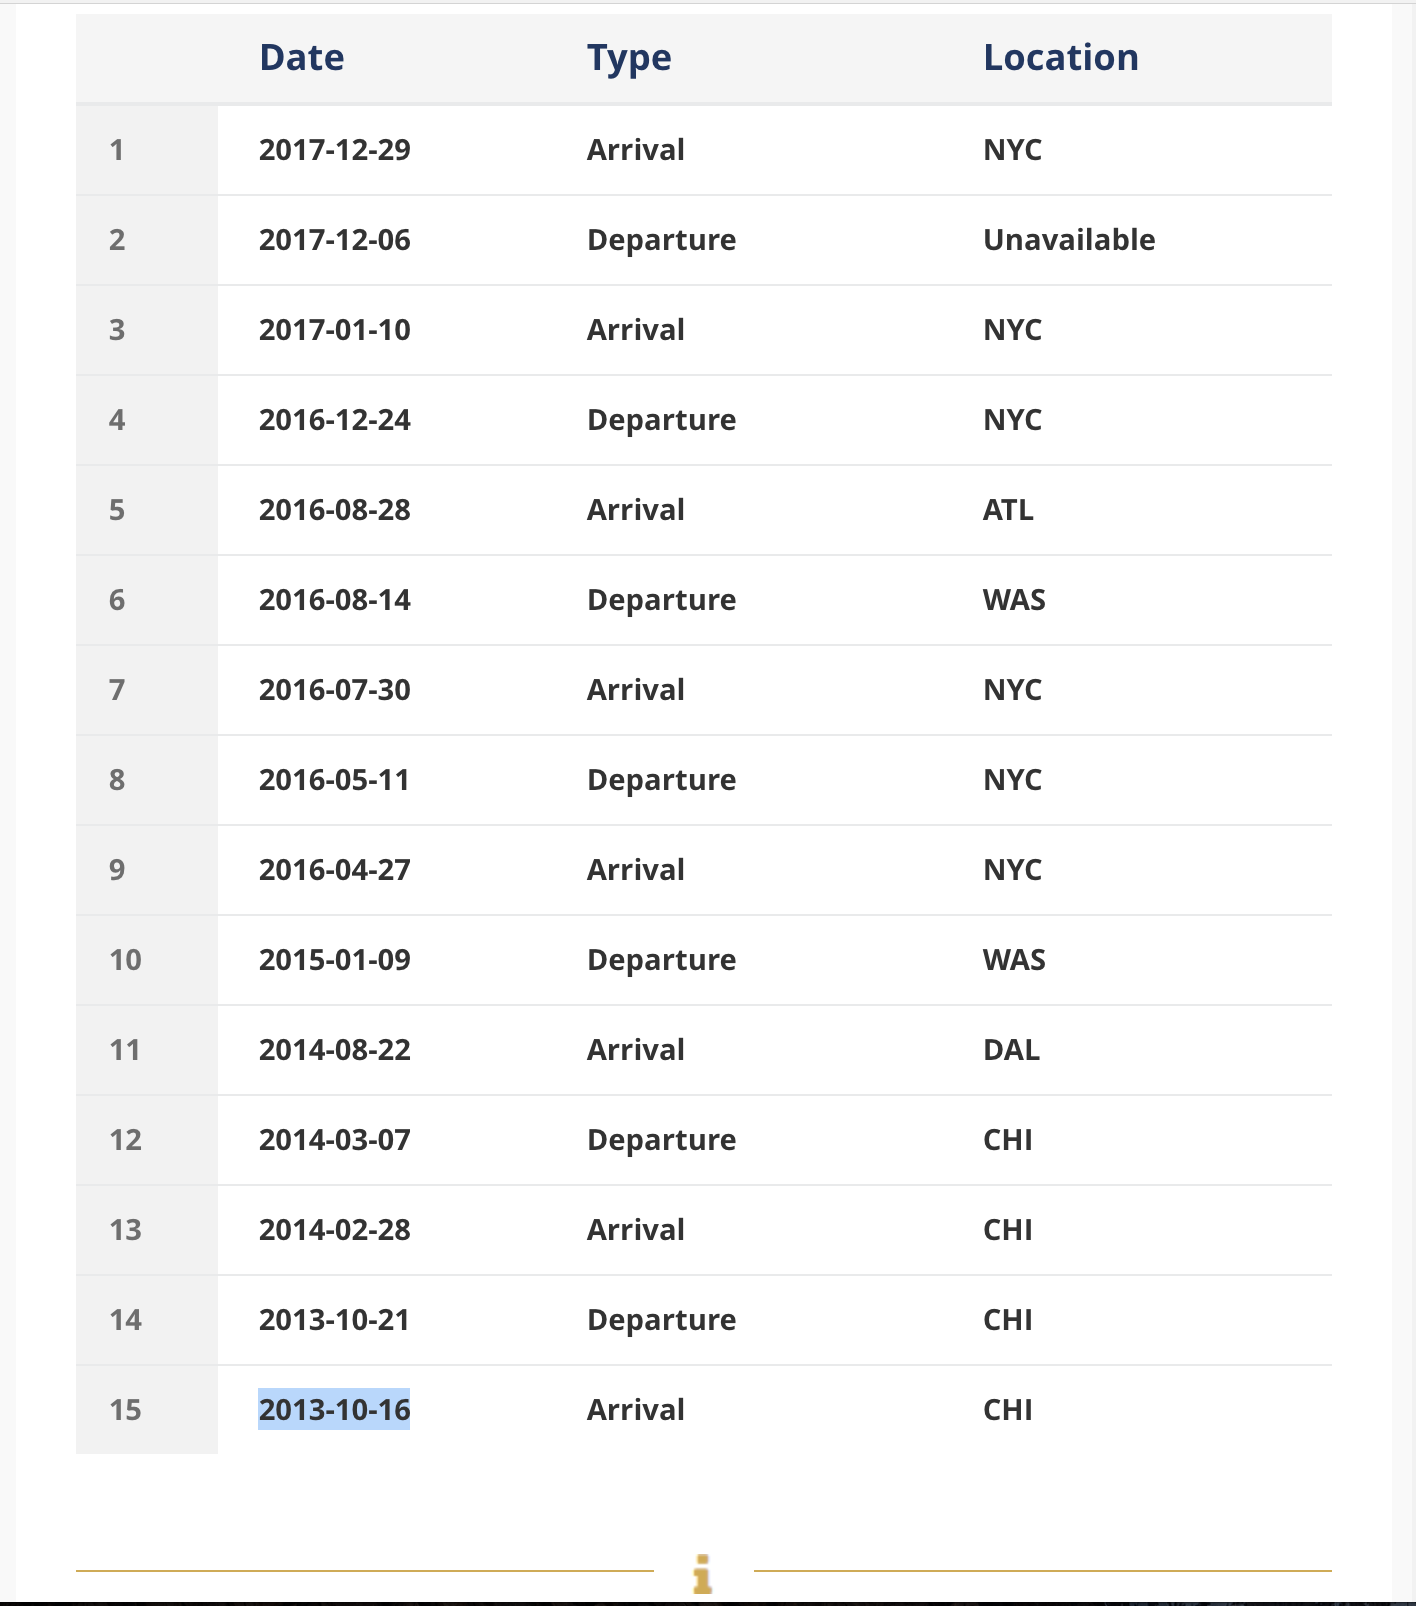 Date Type Location
1 2017-12-29 Arrival NYC
2 2017-12-06 Departure Unavailable
3 2017-01-10 Arrival NYC
4 2016-12-24 Departure NYC
5 2016-08-28 Arrival ATL
6 2016-08-14 Departure WAS
7 2016-07-30 Arrival NYC
8 2016-05-11 Departure NYC
9 2016-04-27 Arrival NYC
10 2015-01-09 Departure WAS
11 2014-08-22 Arrival DAL
12 2014-03-07 Departure CHI
13 2014-02-28 Arrival CHI
14 2013-10-21 Departure CHI
15 2013-10-16 Arrival CHI
i